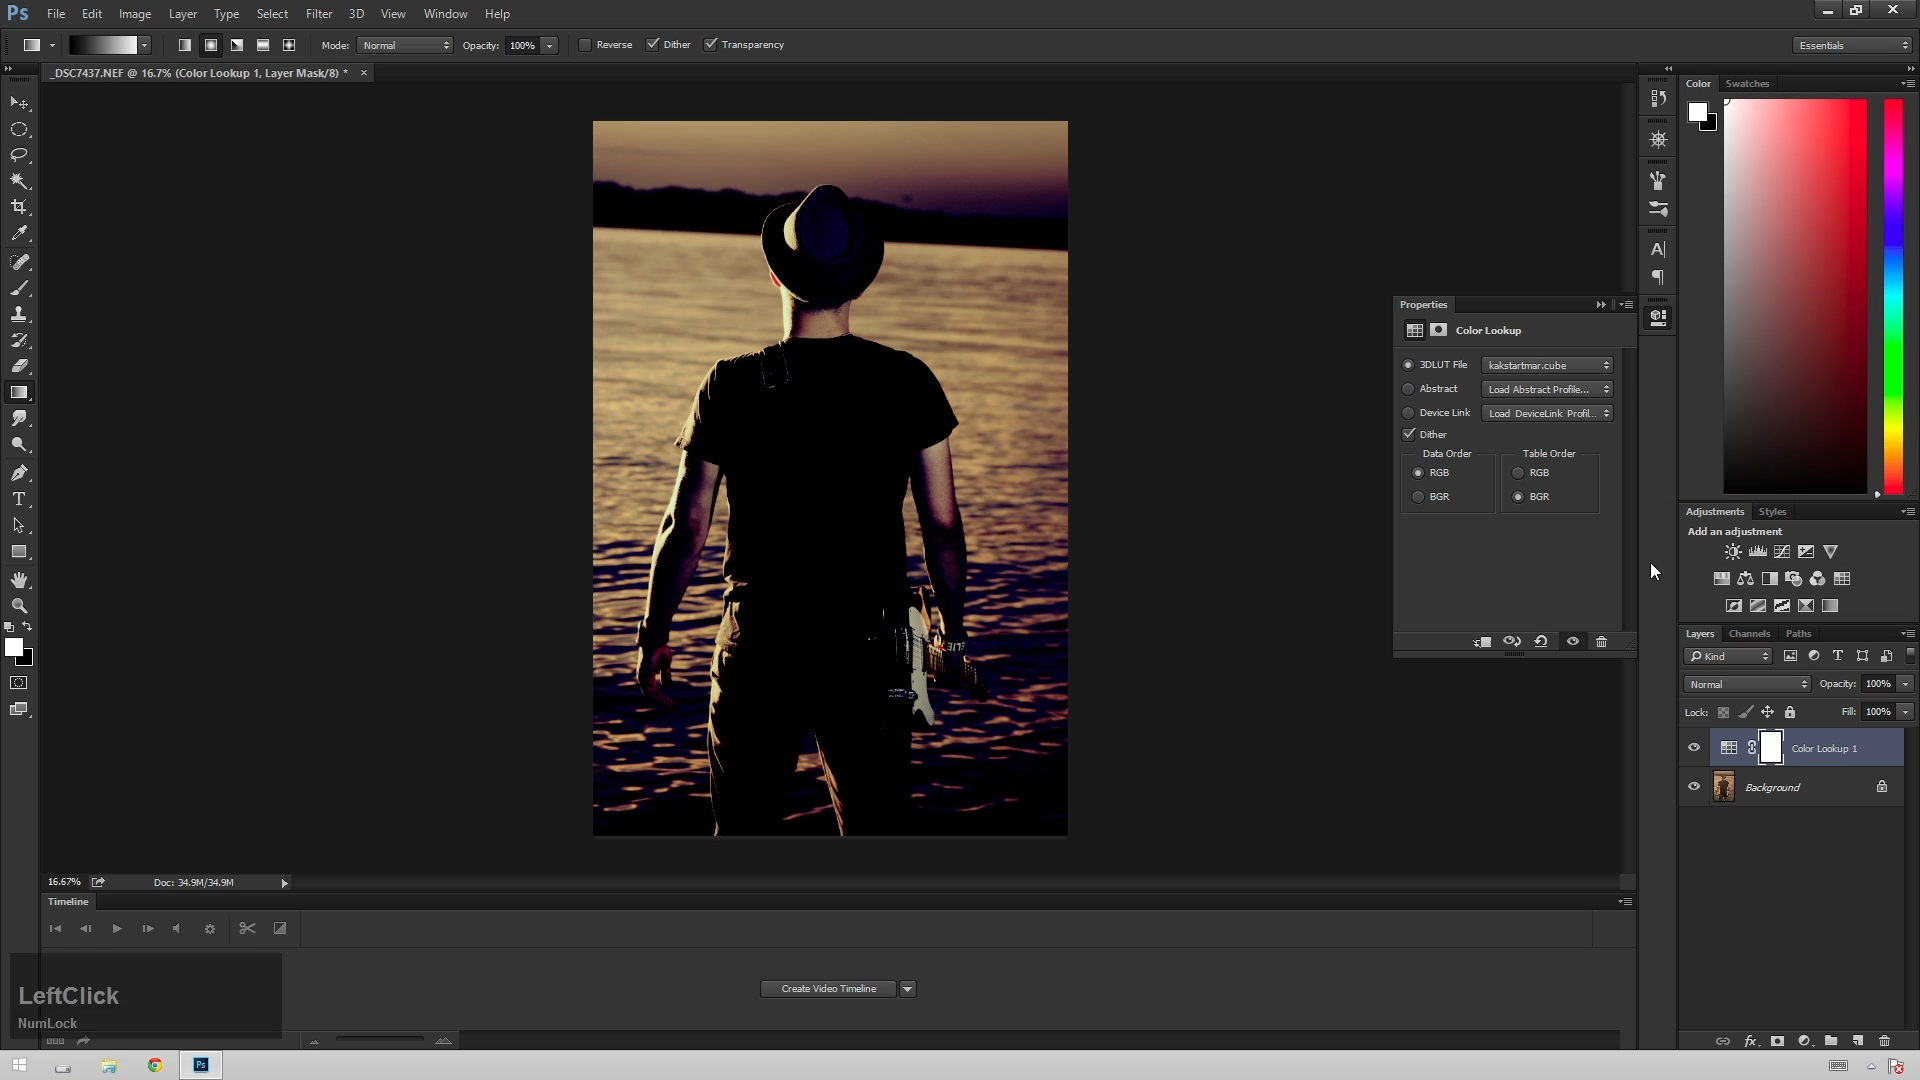 Ps File Edit Image Layer Type Select Filter 3D View Window Help
Mode: Normal Opacity: 100% Reverse Dither Transparency Essentials
_DSC7437.NEF @ 16.7% (Color Lookup 1, Layer Mask/8) * ×
Color Swatches
Properties
Color Lookup
3DLUT File kakstartmar.cube
Abstract Load Abstract Profile...
Device Link Load DeviceLink Profil...
Dither
Data Order Table Order
RGB RGB
BGR BGR
Adjustments Styles
Add an adjustment
Layers Channels Paths
Kind
Normal Opacity: 100%
Lock: Fill: 100%
Color Lookup 1
Background
16.67% Doc: 34.9M/34.9M
Timeline
Create Video Timeline
LeftClick
NumLock
Ps